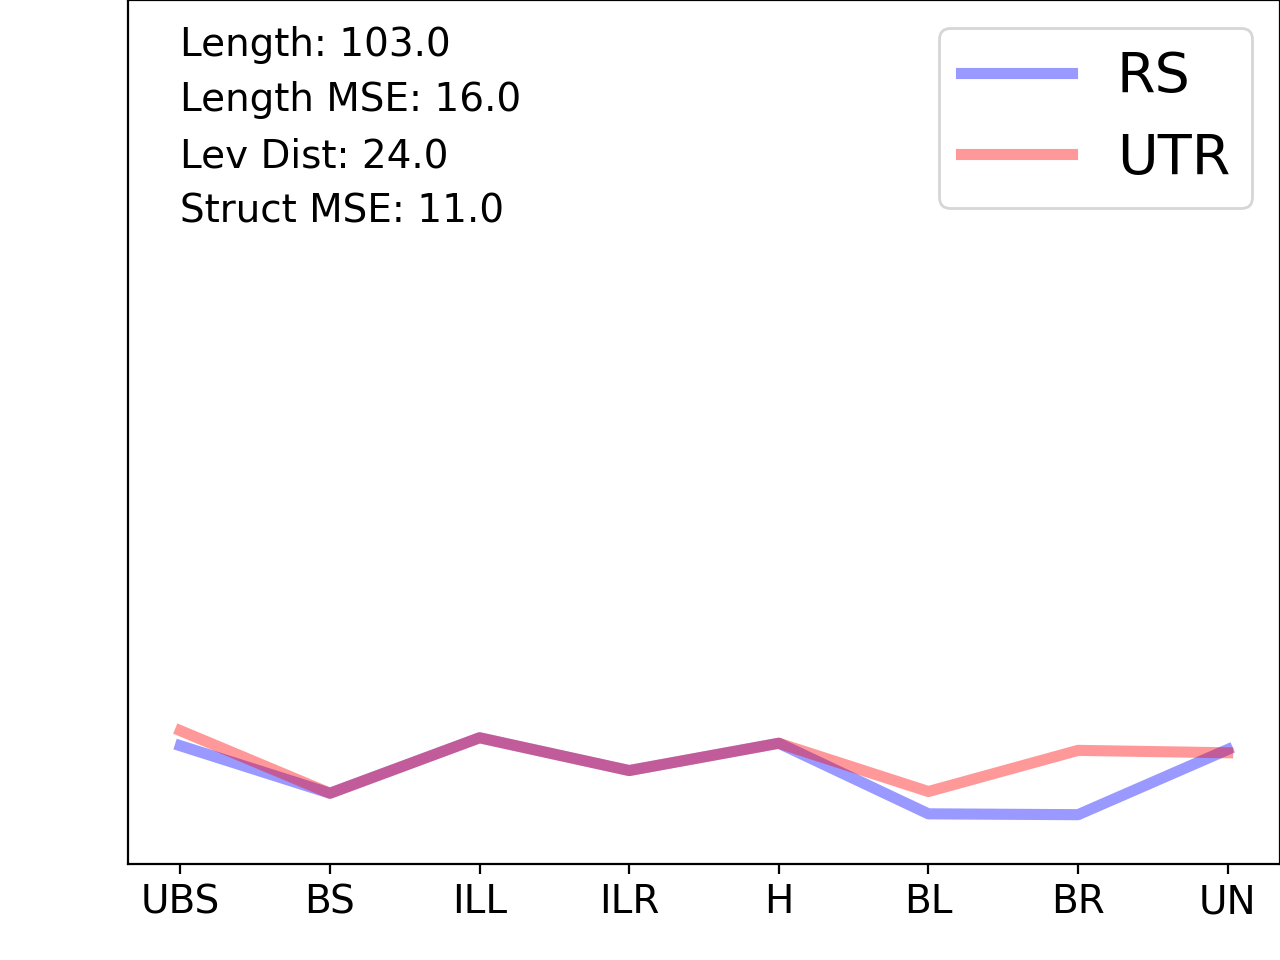 Length: 103.0
Length MSE: 16.0
Lev Dist: 24.0
Struct MSE: 11.0
RS
UTR
UBS BS ILL ILR H BL BR UN